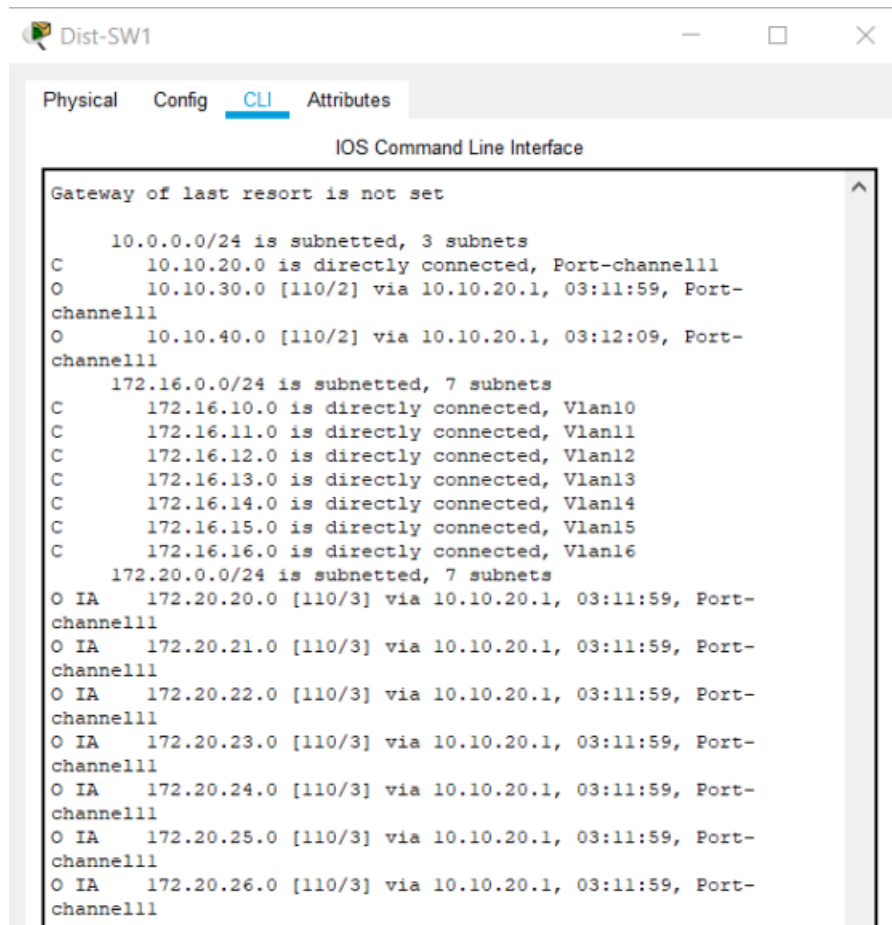 Dist-SW1
Physical Config CLI Attributes
IOS Command Line Interface
Gateway of last resort is not set
10.0.0.0/24 is subnetted, 3 subnets
C 10.10.20.0 is directly connected, Port-channel11
O 10.10.30.0 [110/2] via 10.10.20.1, 03:11:59, Port-
channel11
O 10.10.40.0 [110/2] via 10.10.20.1, 03:12:09, Port-
channel11
172.16.0.0/24 is subnetted, 7 subnets
C 172.16.10.0 is directly connected, Vlan10
C 172.16.11.0 is directly connected, Vlan11
C 172.16.12.0 is directly connected, Vlan12
C 172.16.13.0 is directly connected, Vlan13
C 172.16.14.0 is directly connected, Vlan14
C 172.16.15.0 is directly connected, Vlan15
C 172.16.16.0 is directly connected, Vlan16
172.20.0.0/24 is subnetted, 7 subnets
O IA 172.20.20.0 [110/3] via 10.10.20.1, 03:11:59, Port-
channel11
O IA 172.20.21.0 [110/3] via 10.10.20.1, 03:11:59, Port-
channel11
O IA 172.20.22.0 [110/3] via 10.10.20.1, 03:11:59, Port-
channel11
O IA 172.20.23.0 [110/3] via 10.10.20.1, 03:11:59, Port-
channel11
O IA 172.20.24.0 [110/3] via 10.10.20.1, 03:11:59, Port-
channel11
O IA 172.20.25.0 [110/3] via 10.10.20.1, 03:11:59, Port-
channel11
O IA 172.20.26.0 [110/3] via 10.10.20.1, 03:11:59, Port-
channel11